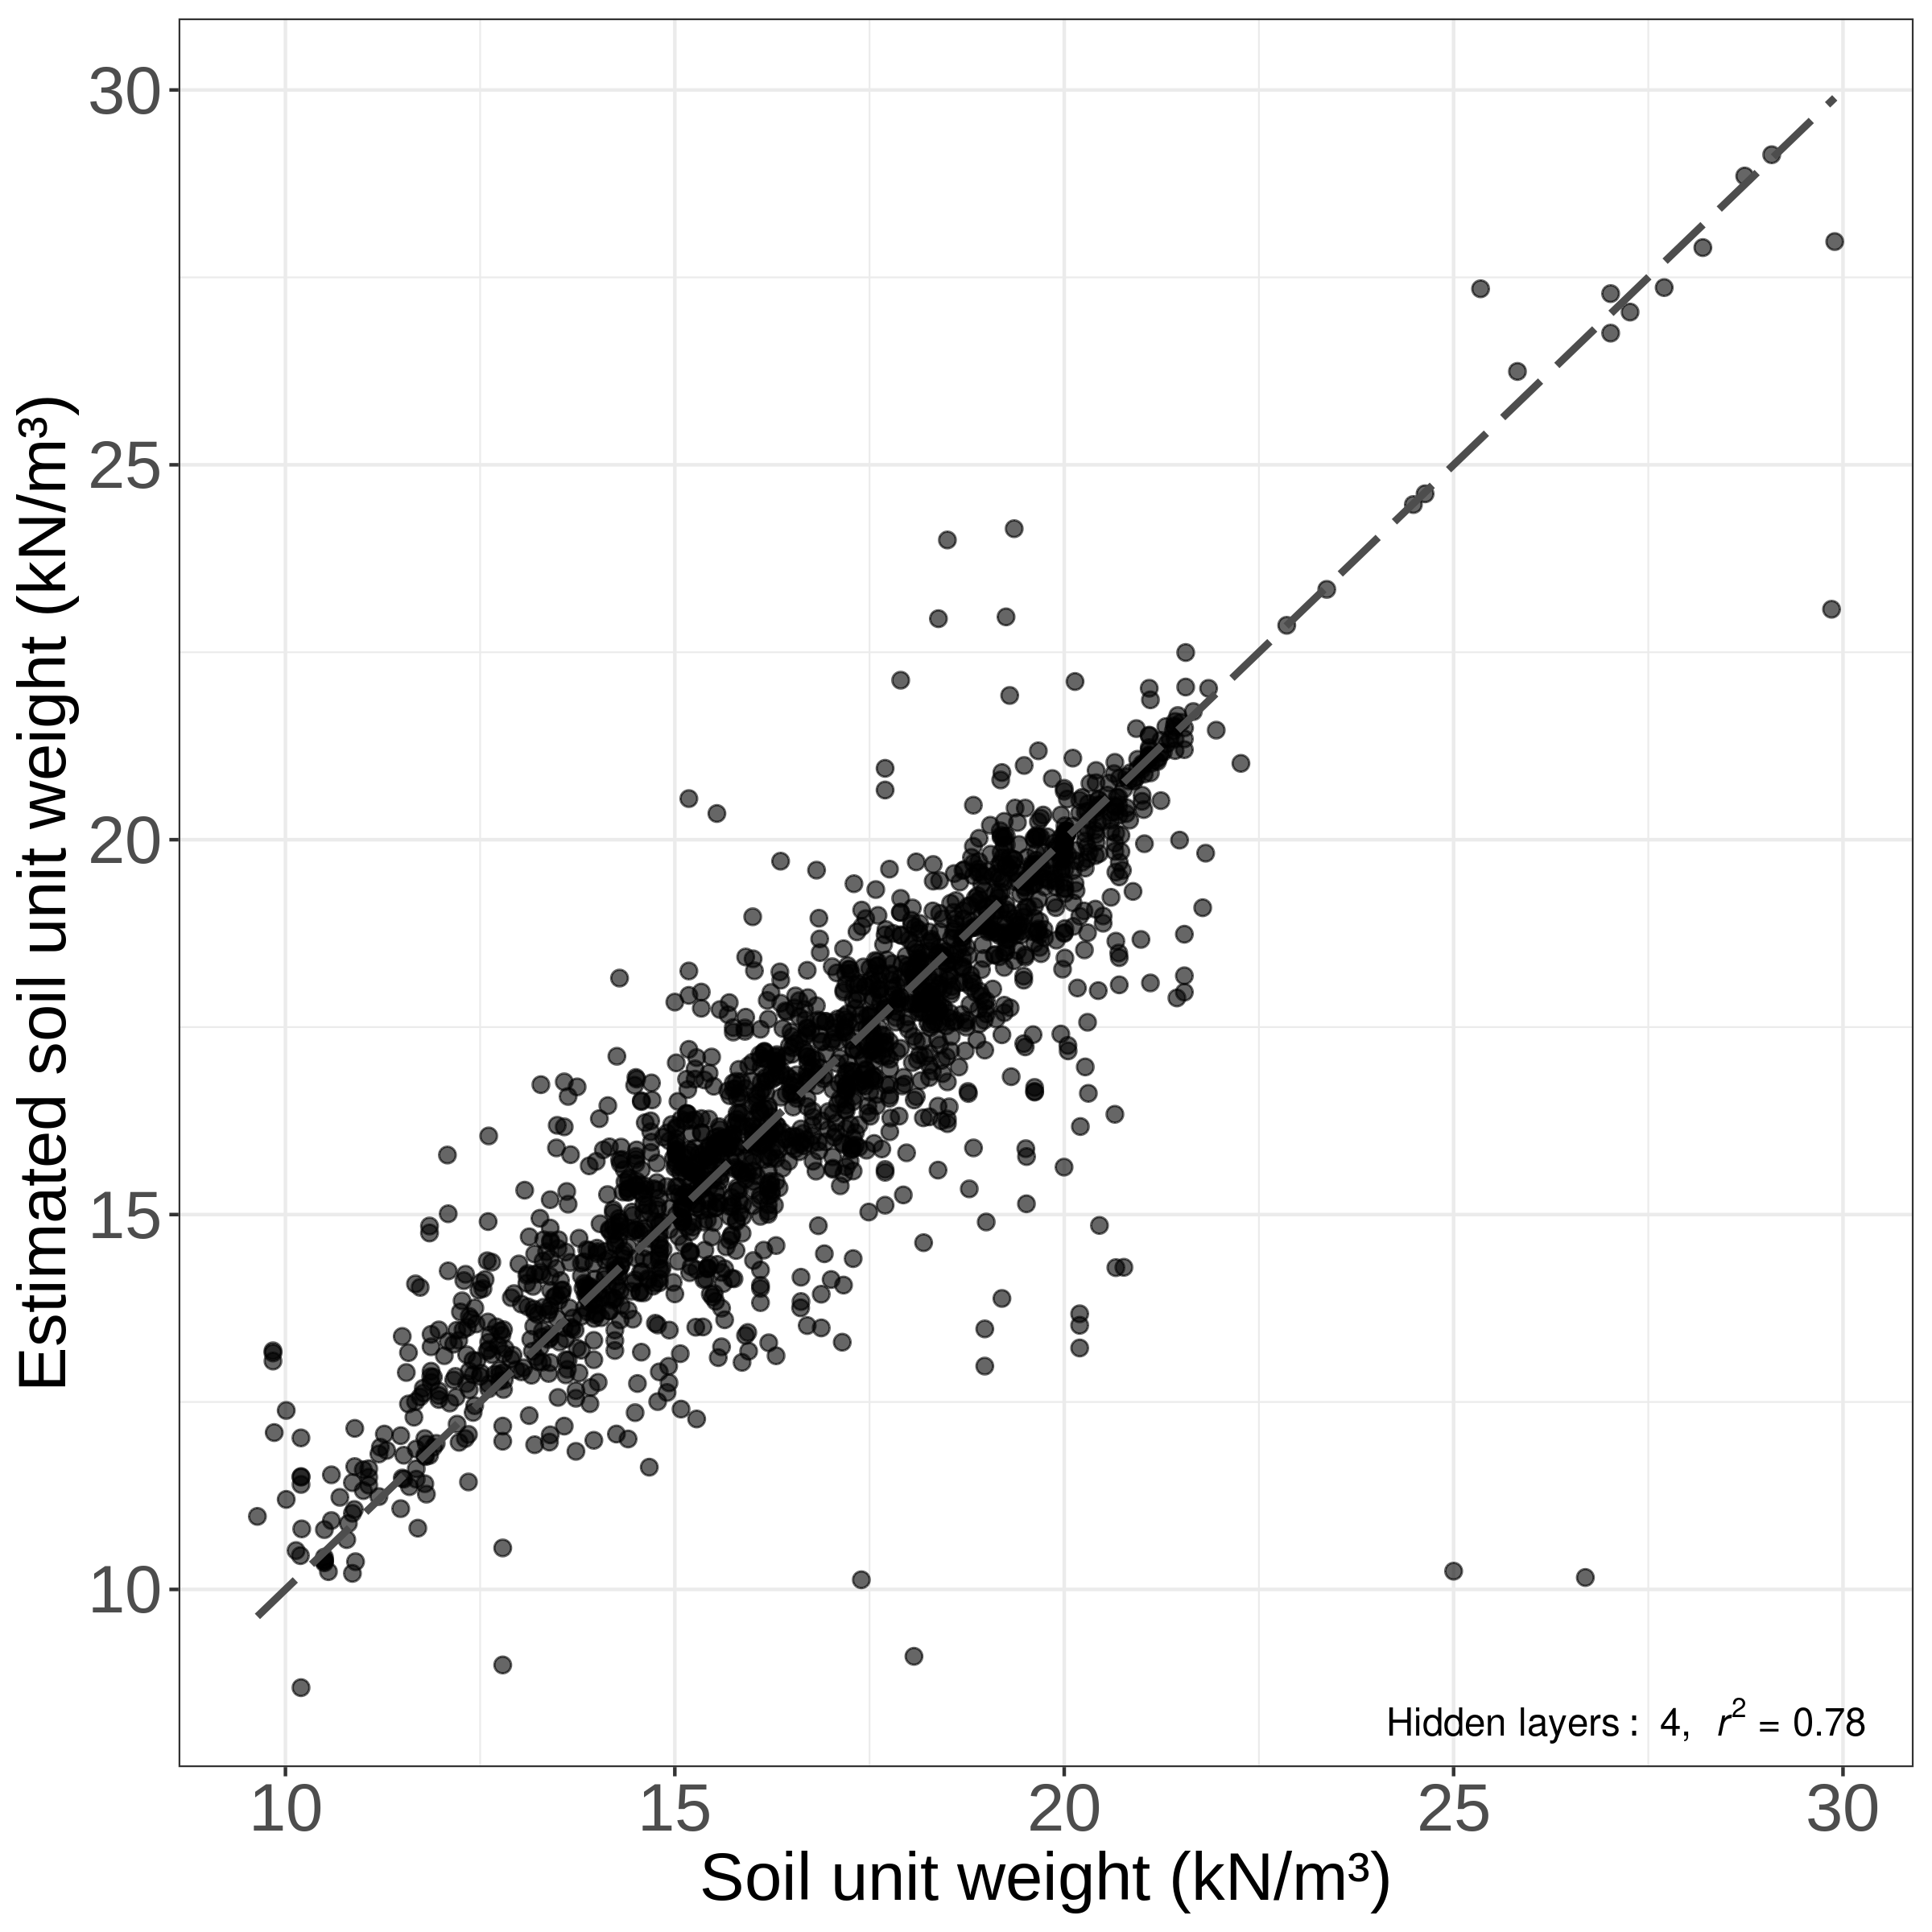 Estimated soil unit weight (kN/m³)
30
25
20
15
10
Hidden layers : 4, r² = 0.78
10 15 20 25 30
Soil unit weight (kN/m³)